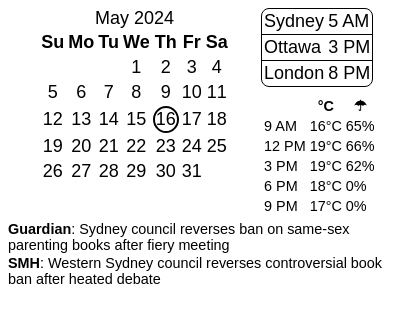 May 2024
Su Mo Tu We Th Fr Sa
1 2 3 4
5 6 7 8 9 10 11
12 13 14 15 16 17 18
19 20 21 22 23 24 25
26 27 28 29 30 31
Sydney 5 AM
Ottawa 3 PM
London 8 PM
°C ☂
9 AM 16°C 65%
12 PM 19°C 66%
3 PM 19°C 62%
6 PM 18°C 0%
9 PM 17°C 0%
Guardian: Sydney council reverses ban on same-sex
parenting books after fiery meeting
SMH: Western Sydney council reverses controversial book
ban after heated debate